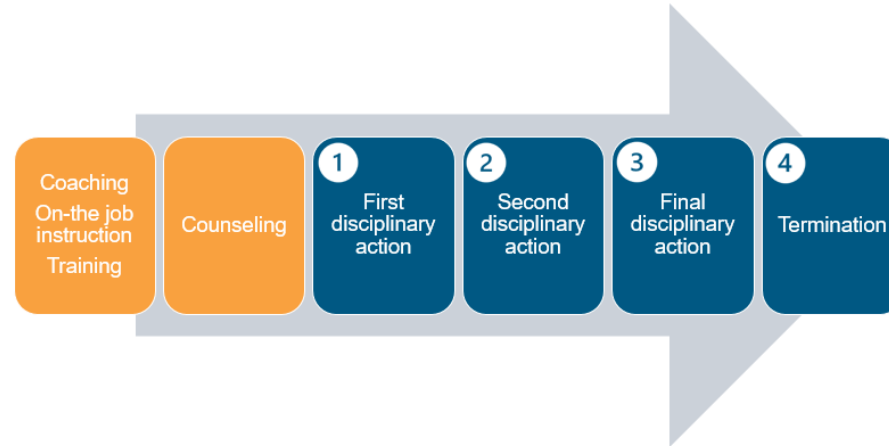 Coaching
On-the job
instruction
Training
Counseling
1
First
disciplinary
action
2
Second
disciplinary
action
3
Final
disciplinary
action
4
Termination